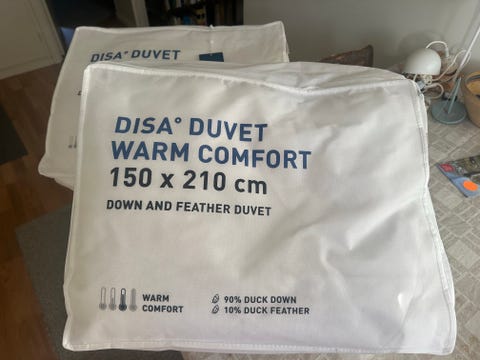 DISA° DUVET
DISA° DUVET
WARM COMFORT
150 x 210 cm
DOWN AND FEATHER DUVET
WARM
COMFORT
90% DUCK DOWN
10% DUCK FEATHER